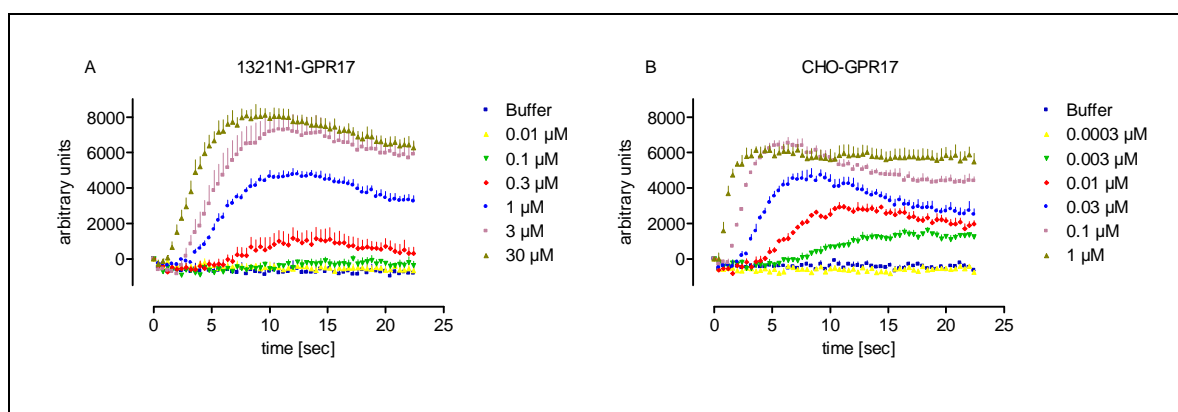 A
1321N1-GPR17
arbitrary units
8000
6000
4000
2000
0
0 5 10 15 20 25
time [sec]
Buffer
0.01 µM
0.1 µM
0.3 µM
1 µM
3 µM
30 µM
B
CHO-GPR17
arbitrary units
8000
6000
4000
2000
0
0 5 10 15 20 25
time [sec]
Buffer
0.0003 µM
0.003 µM
0.01 µM
0.03 µM
0.1 µM
1 µM